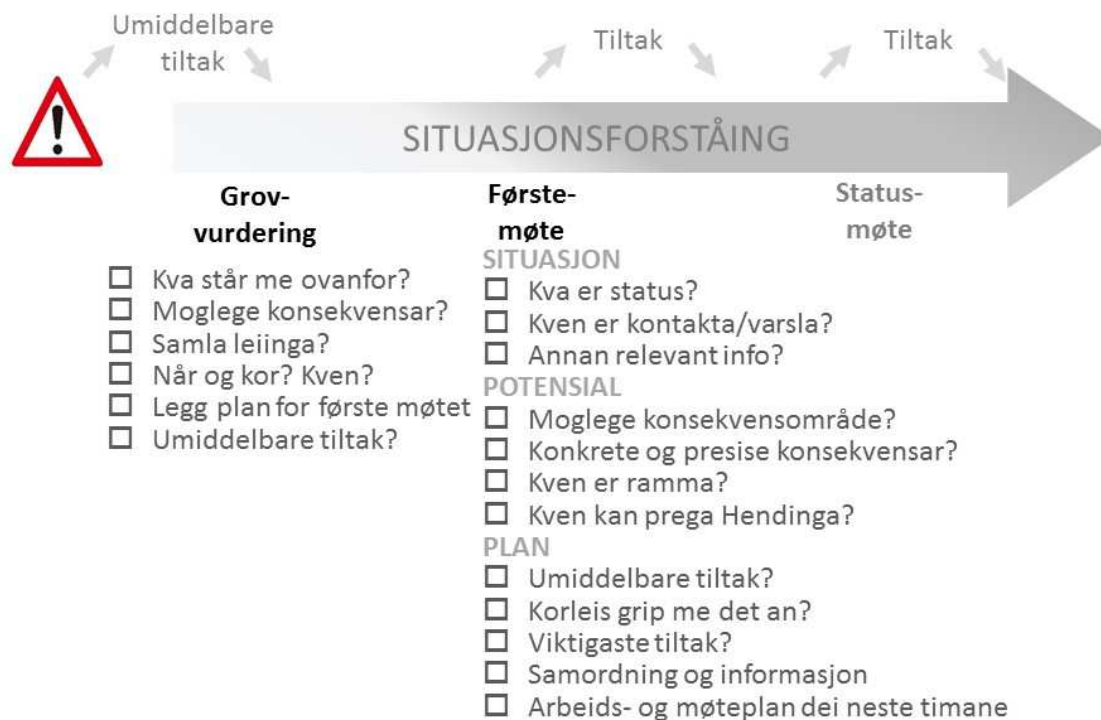 Umiddelbare
tiltak
Tiltak
Tiltak
SITUASJONSFORSTÅING
Grov-
vurdering
☐ Kva står me ovanfor?
☐ Moglege konsekvensar?
☐ Samla leiinga?
☐ Når og kor? Kven?
☐ Legg plan for første møtet
☐ Umiddelbare tiltak?
Første-
møte
SITUASJON
☐ Kva er status?
☐ Kven er kontakta/varsla?
☐ Annan relevant info?
POTENSIAL
☐ Moglege konsekvensområde?
☐ Konkrete og presise konsekvensar?
☐ Kven er ramma?
☐ Kven kan prega Hendinga?
PLAN
☐ Umiddelbare tiltak?
☐ Korleis grip me det an?
☐ Viktigaste tiltak?
☐ Samordning og informasjon
☐ Arbeids- og møteplan dei neste timane
Status-
møte